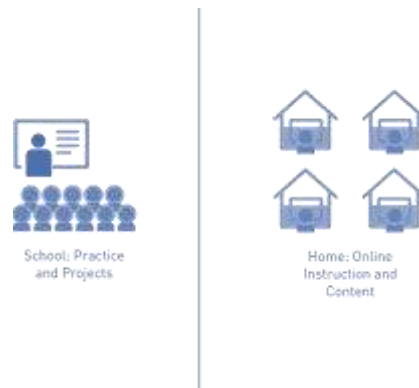 School: Practice
and Projects
Home: Online
Instruction and
Content